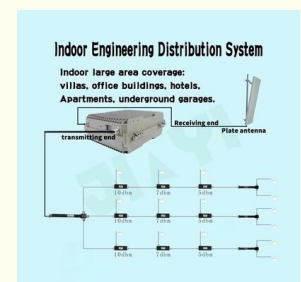 Indoor Engineering Distribution System
Indoor large area coverage:
villas, office buildings, hotels,
Apartments, underground garages.
Receiving end
Plate antenna
transmitting end
10dbm 7dbm 5dbm
10dbm 7dbm 5dbm
10dbm 7dbm 5dbm